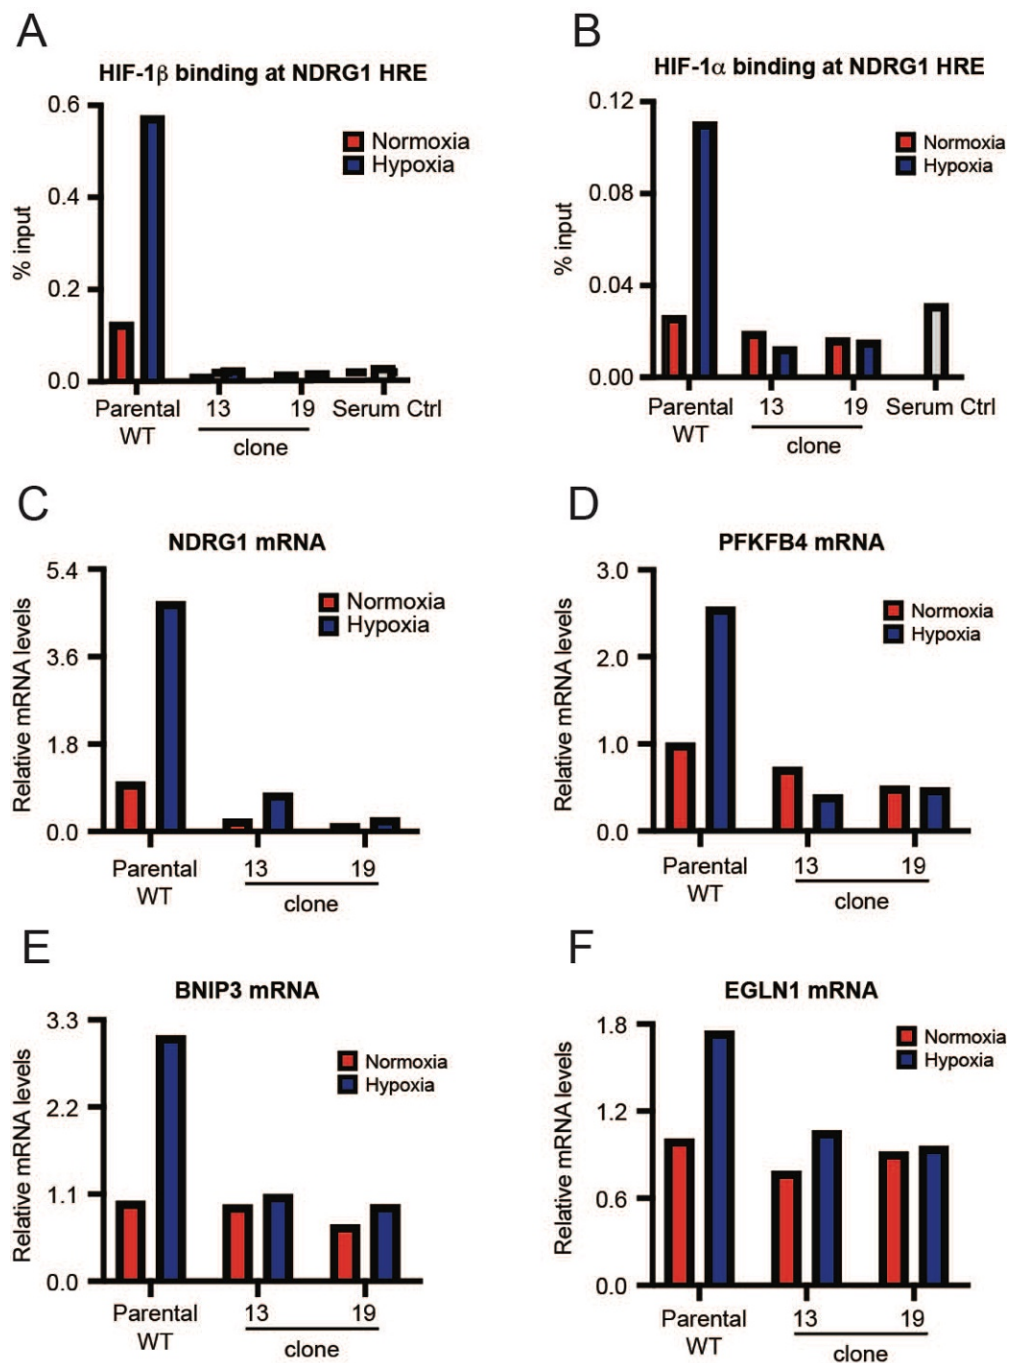 A
HIF-1β binding at NDRG1 HRE
% input
0.6
0.4
0.2
0.0
Normoxia
Hypoxia
Parental WT
13
19
Serum Ctrl
clone
B
HIF-1α binding at NDRG1 HRE
% input
0.12
0.08
0.04
0.00
Normoxia
Hypoxia
Parental WT
13
19
Serum Ctrl
clone
C
NDRG1 mRNA
Relative mRNA levels
5.4
3.6
1.8
0.0
Normoxia
Hypoxia
Parental WT
13
19
clone
D
PFKFB4 mRNA
Relative mRNA levels
3.0
2.0
1.0
0.0
Normoxia
Hypoxia
Parental WT
13
19
clone
E
BNIP3 mRNA
Relative mRNA levels
3.3
2.2
1.1
0.0
Normoxia
Hypoxia
Parental WT
13
19
clone
F
EGLN1 mRNA
Relative mRNA levels
1.8
1.2
0.6
0.0
Normoxia
Hypoxia
Parental WT
13
19
clone